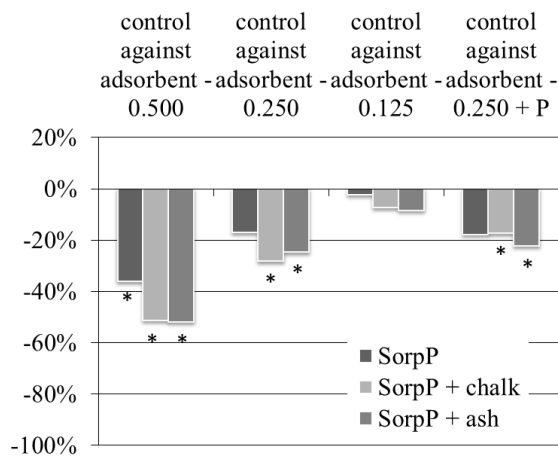 control against adsorbent - 0.500
control against adsorbent - 0.250
control against adsorbent - 0.125
control against adsorbent - 0.250 + P
20%
0%
-20%
-40%
-60%
-80%
-100%
*
*
*
*
*
*
*
SorpP
SorpP + chalk
SorpP + ash